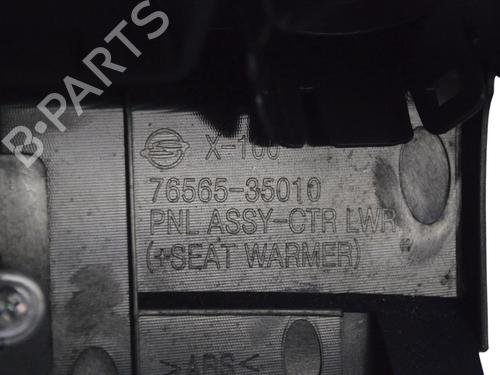 B-PARTS
X-100
76565-35010
PNL ASSY-CTR LWR
(+SEAT WARMER)
>ABS<